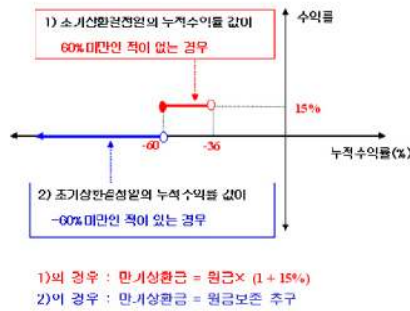 1) 조기상환결정일의 누적수익률 값이
60%미만인 적이 없는 경우
수익률
15%
-60
-36
누적수익률(%)
2) 조기상환결정일의 누적수익률 값이
-60%미만인 적이 있는 경우
1)의 경우 : 만기상환금 = 원금× (1 + 15%)
2)의 경우 : 만기상환금 = 원금보존 추구